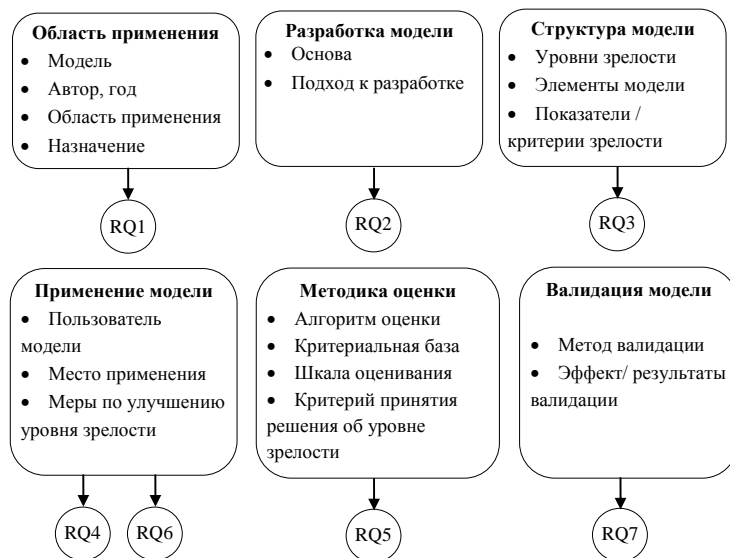 Область применения
• Модель
• Автор, год
• Область применения
• Назначение
RQ1
Разработка модели
• Основа
• Подход к разработке
RQ2
Структура модели
• Уровни зрелости
• Элементы модели
• Показатели /
критерии зрелости
RQ3
Применение модели
• Пользователь
модели
• Место применения
• Меры по улучшению
уровня зрелости
RQ4
RQ6
Методика оценки
• Алгоритм оценки
• Критериальная база
• Шкала оценивания
• Критерий принятия
решения об уровне
зрелости
RQ5
Валидация модели
• Метод валидации
• Эффект/ результаты
валидации
RQ7